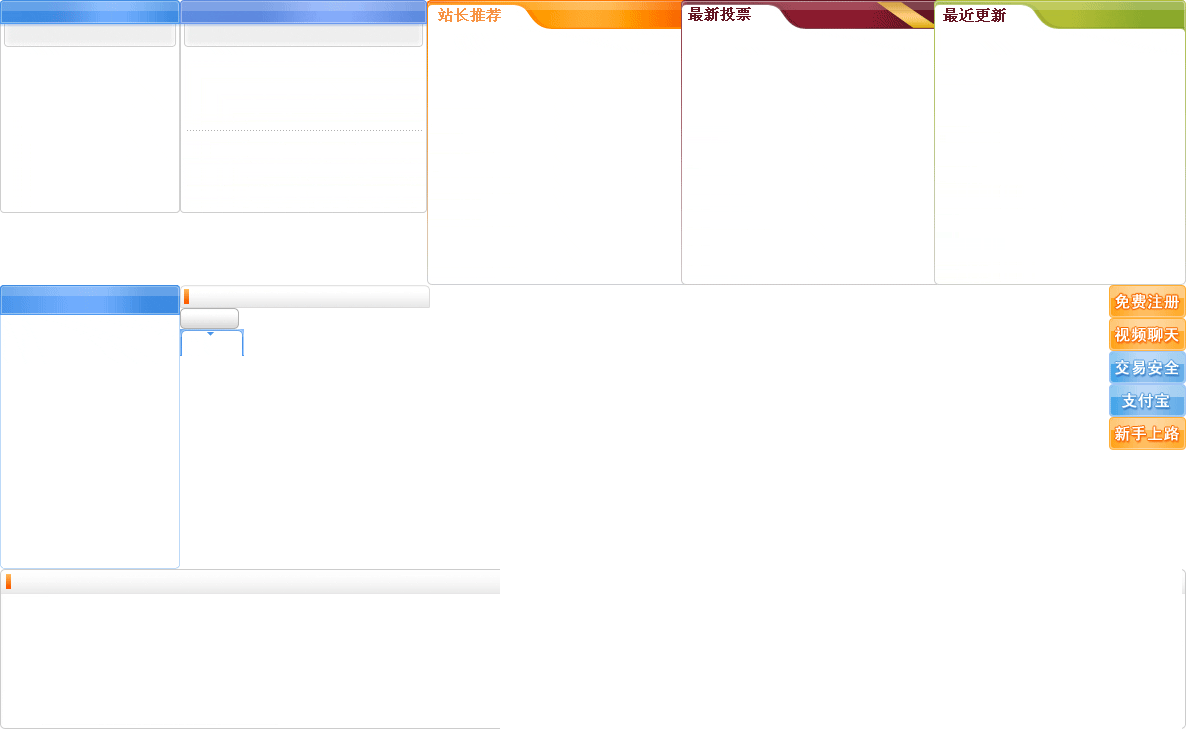 站长推荐
最新投票
最近更新
免费注册
视频聊天
交易安全
支付宝
新手上路